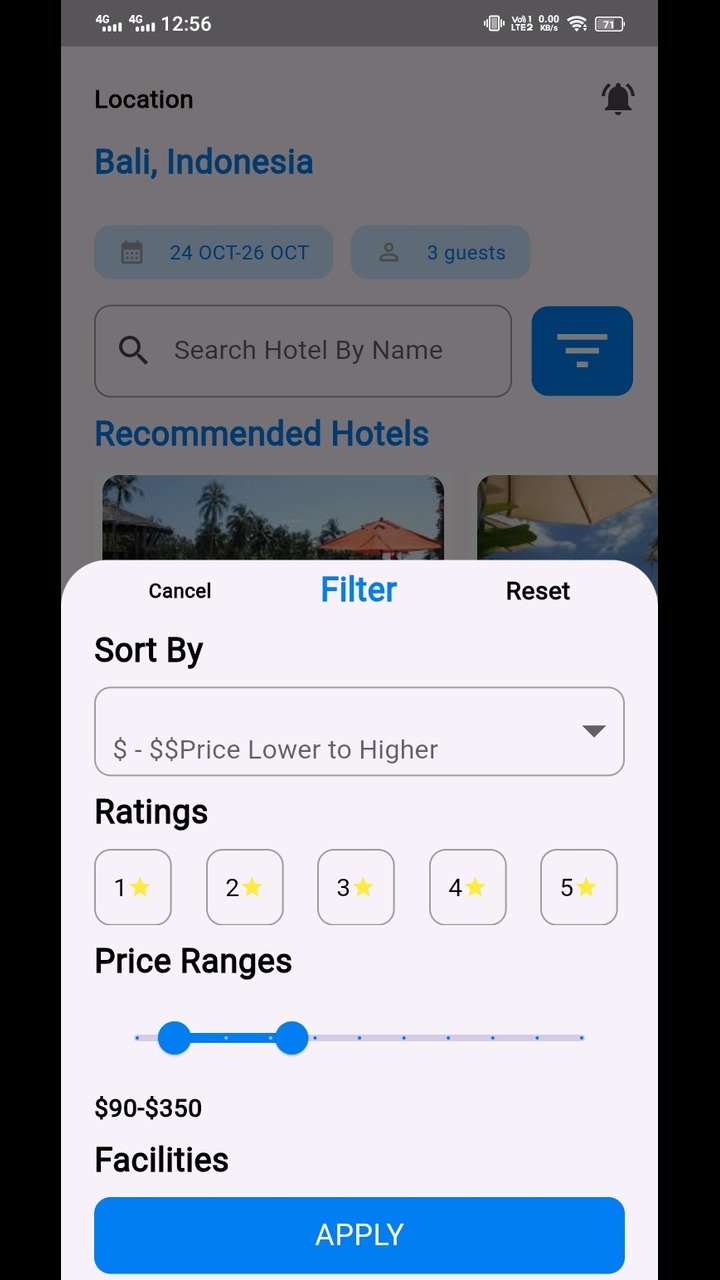 4G 4G 12:56 Vo)) 1 LTE2 0.00 KB/s 71
Location
Bali, Indonesia
24 OCT-26 OCT 3 guests
Search Hotel By Name
Recommended Hotels
Cancel Filter Reset
Sort By
$ - $$Price Lower to Higher
Ratings
1 2 3 4 5
Price Ranges
$90-$350
Facilities
APPLY